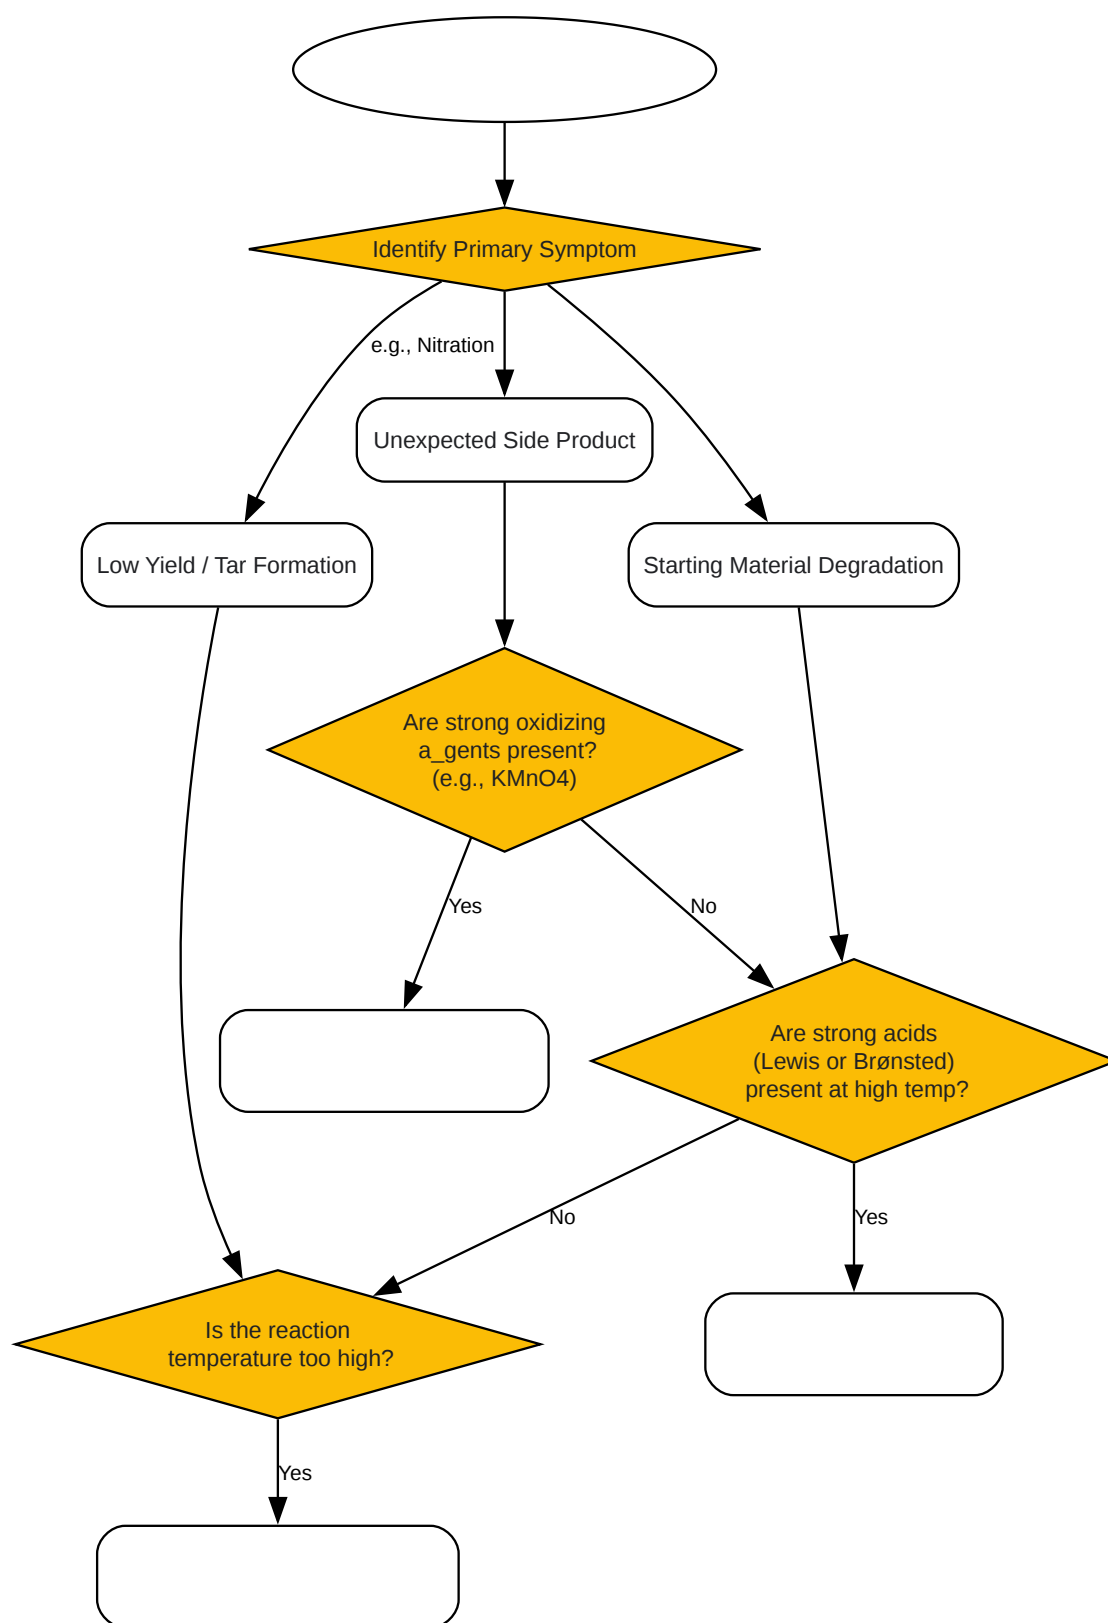 Identify Primary Symptom
e.g., Nitration
Unexpected Side Product
Low Yield / Tar Formation
Starting Material Degradation
Are strong oxidizing
a_gents present?
(e.g., KMnO4)
Yes
No
Are strong acids
(Lewis or Brønsted)
present at high temp?
No
Yes
Is the reaction
temperature too high?
Yes